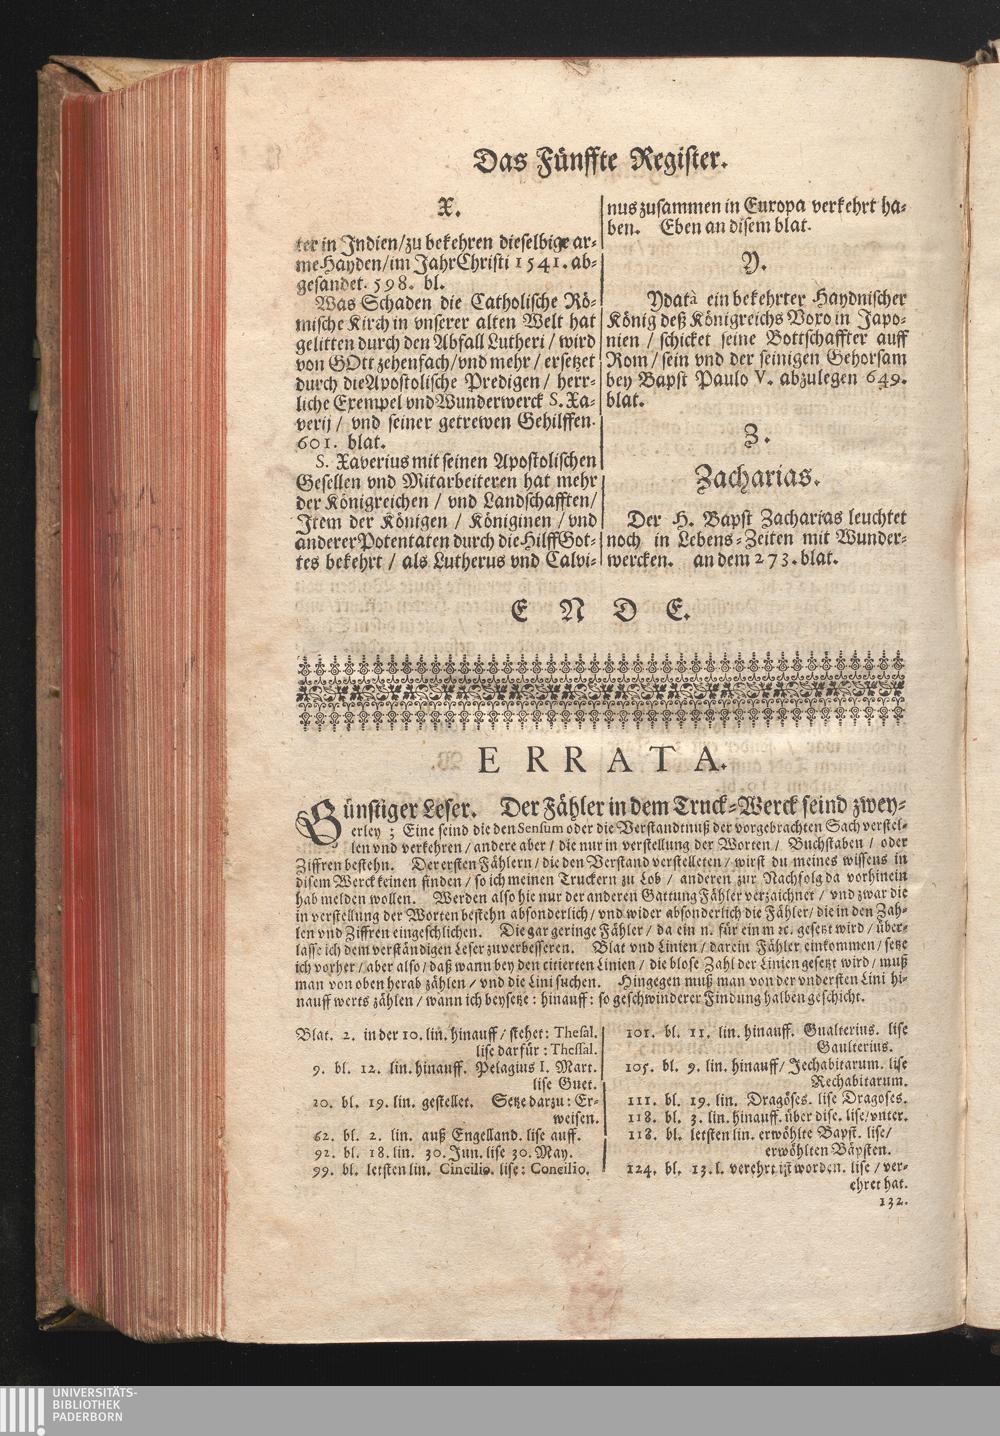 Das Fünffte Register.
X.
ter in Indien/zu bekehren dieselbige ar-
me Hayden/im Jahr Christi 1541. ab-
gesandet. 598. bl.
Was Schaden die Catholische Rö-
mische Kirch in vnserer alten Welt hat
gelitten durch den Abfall Lutheri / wird
von GOtt zehenfach/vnd mehr / ersetzet
durch die Apostolische Predigen / herr-
liche Exempel vnd Wunderwerck S. Xa-
verij / vnd seiner getrewen Gehilffen.
601. blat.
S. Xaverius mit seinen Apostolischen
Gesellen vnd Mitarbeiteren hat mehr
der Königreichen / vnd Landschafften/
Item der Königen / Königinen / vnd
anderer Potentaten durch die Hilff Got-
tes bekehrt / als Lutherus vnd Calvi-
nus zusammen in Europa verkehrt ha-
ben. Eben an disem blat.
Y.
Ydatà ein bekehrter Haydnischer
König deß Königreichs Voxo in Japo-
nien / schicket seine Bottschaffter auff
Rom / sein vnd der seinigen Gehorsam
bey Bapst Paulo V. abzulegen 649.
blat.
Z.
Zacharias.
Der H. Bapst Zacharias leuchtet
noch in Lebens-Zeiten mit Wunder-
wercken. an dem 273. blat.
E N D E.
ERRATA.
Günstiger Leser. Der Fähler in dem Truck-Werck seind zwey-
erley ; Eine seind die den Sensum oder die Verstandtnuß der vorgebrachten Sach verstel-
len vnd verkehren / andere aber / die nur in verstellung der Worten / Buchstaben / oder
Ziffren bestehn. Der ersten Fählern / die den Verstand verstelleten / wirst du meines wissens in
disem Werck keinen finden / so ich meinen Truckern zu Lob / anderen zur Nachfolg da vorhinein
hab melden wollen. Werden also hie nur der anderen Gattung Fähler verzaichnet / vnd zwar die
in verstellung der Worten bestehn absonderlich / vnd wider absonderlich die Fähler / die in den Zah-
len vnd Ziffren eingeschlichen. Die gar geringe Fähler / da ein n. für ein m ꝛc. gesetzt wird / über-
lasse ich dem verständigen Leser zuverbesseren. Blat vnd Linien / darein Fähler einkommen / setze
ich vorher / aber also / daß wann bey den citierten Linien / die blose Zahl der Linien gesetzt wird / muß
man von oben herab zählen / vnd die Lini suchen. Hingegen muß man von der vndersten Lini hi-
nauff werts zählen / wann ich beysetze : hinauff : so geschwinderer Findung halben geschicht.
Blat. 2. in der 10. lin. hinauff / stehet : Thesal.
lise darfür : Thessal.
9. bl. 12. lin. hinauff. Pelagius I. Mart.
lise Guet.
20. bl. 19. lin. gestellet. Setze darzu : Er-
weisen.
62. bl. 2. lin. auß Engelland. lise auff.
92. bl. 18. lin. 30. Jun. lise 30. May.
99. bl. letsten lin. Cincilio. lise : Concilio.
101. bl. 11. lin. hinauff. Gualterius. lise
Gaulterius.
105. bl. 9. lin. hinauff / Jechabitarum. lise
Rechabitarum.
111. bl. 19. lin. Dragöses. lise Dragoses.
118. bl. 3. lin. hinauff. über dise. lise / vnter.
118. bl. letsten lin. erwöhlte Bapst. lise /
erwöhlten Bäpsten.
124. bl. 13. l. verehrt ist worden. lise / ver-
ehret hat.
132.
UNIVERSITÄTS-
BIBLIOTHEK
PADERBORN